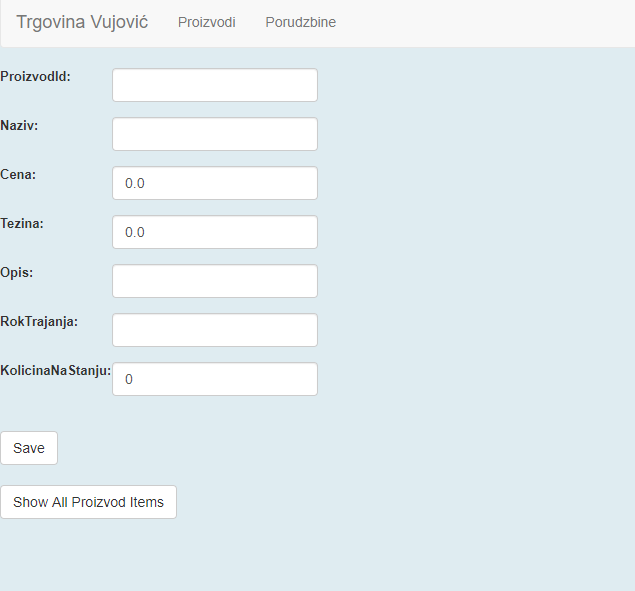 Trgovina Vujović Proizvodi Porudzbine
ProizvodId:
Naziv:
Cena: 0.0
Tezina: 0.0
Opis:
RokTrajanja:
KolicinaNaStanju: 0
Save
Show All Proizvod Items